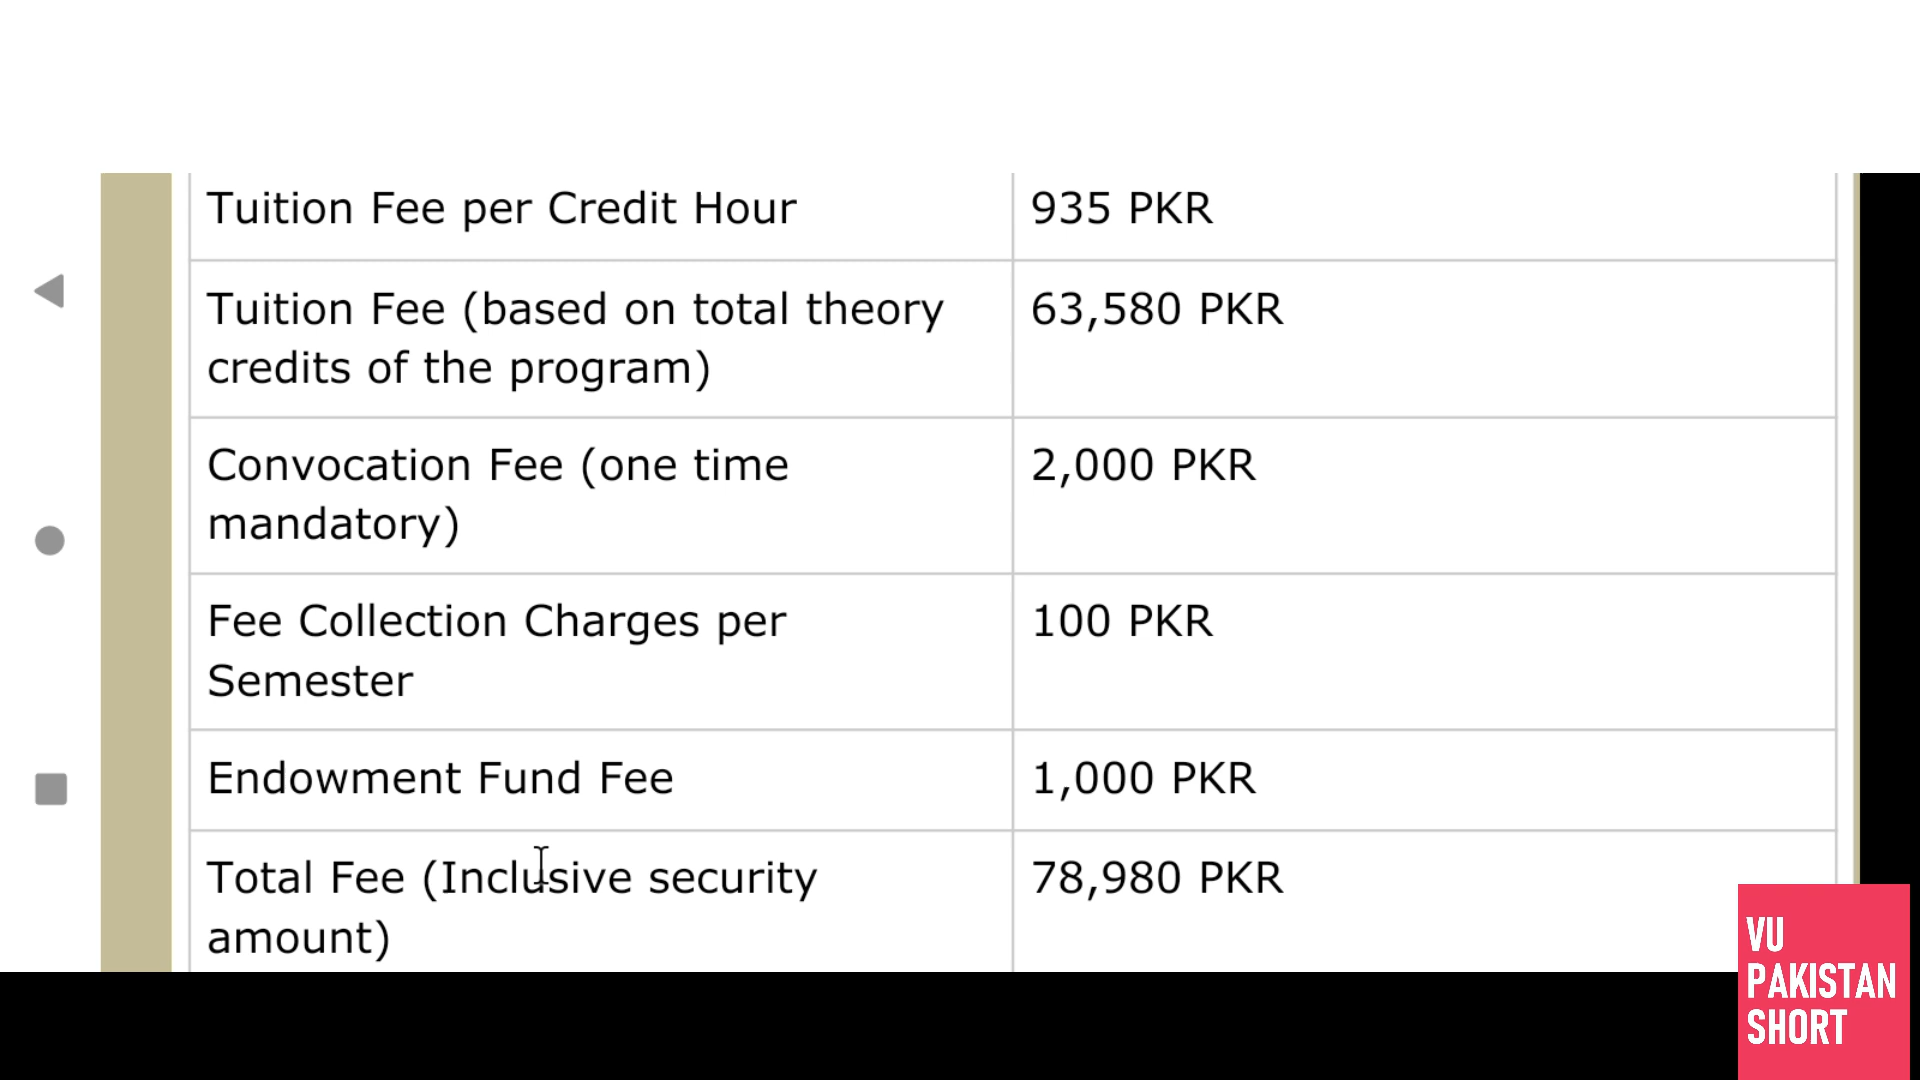 Tuition Fee per Credit Hour
935 PKR
Tuition Fee (based on total theory
credits of the program)
63,580 PKR
Convocation Fee (one time
mandatory)
2,000 PKR
Fee Collection Charges per
Semester
100 PKR
Endowment Fund Fee
1,000 PKR
Total Fee (Inclusive security
amount)
78,980 PKR
VU
PAKISTAN
SHORT